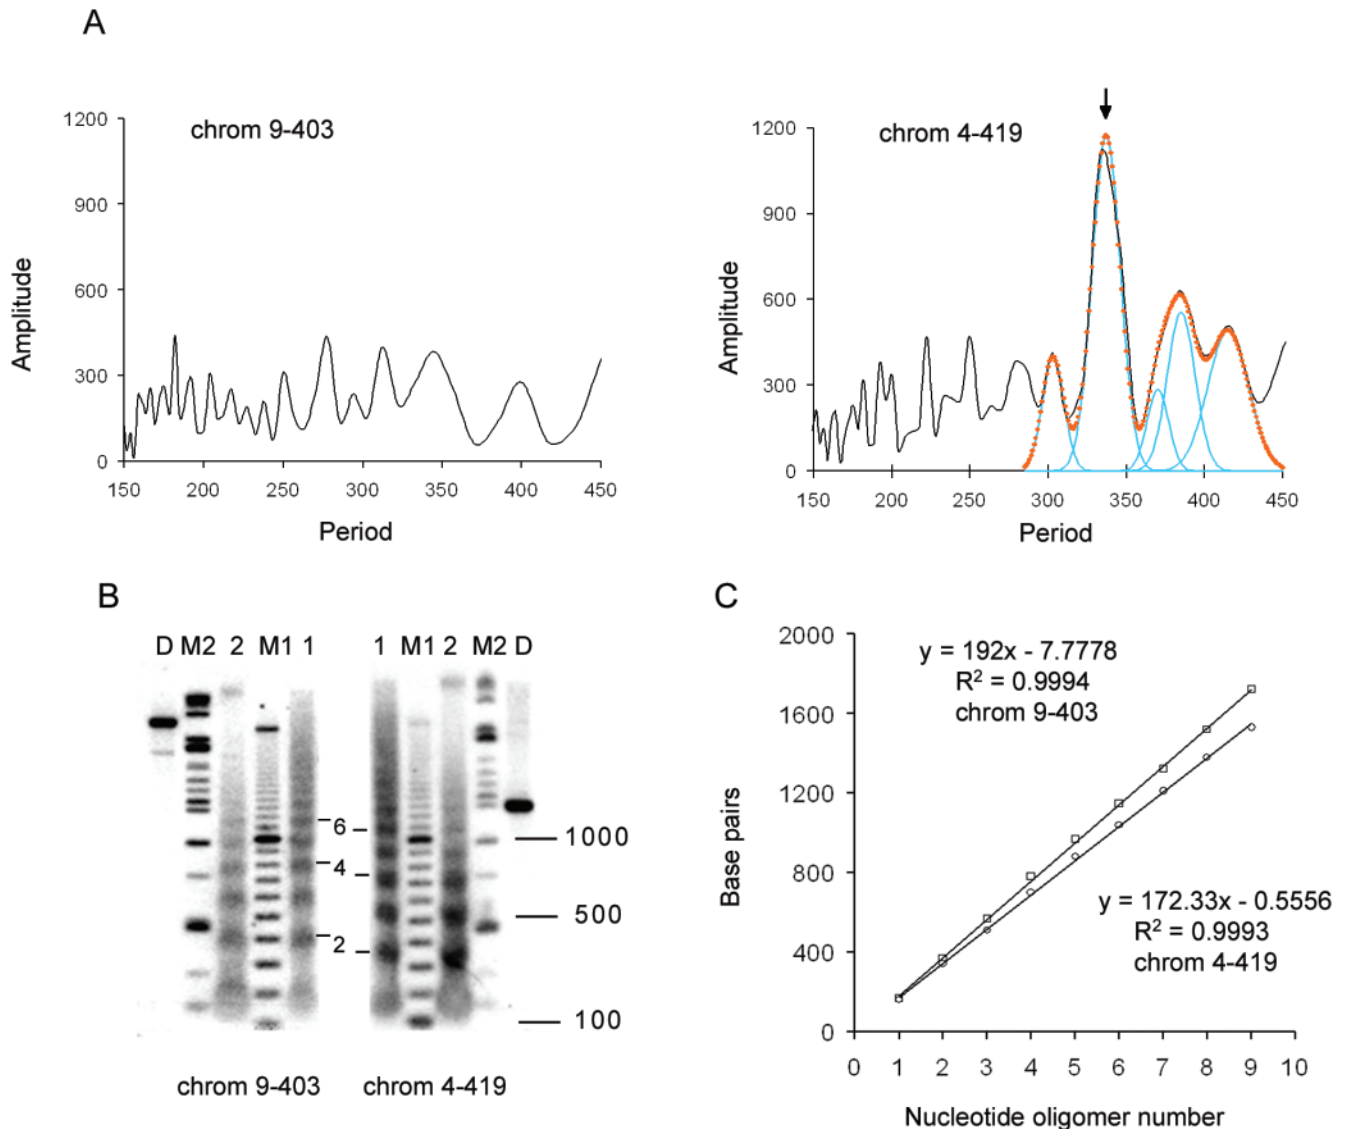 A
chrom 9-403
1200
900
600
300
0
Amplitude
150 200 250 300 350 400 450
Period
chrom 4-419
1200
900
600
300
0
Amplitude
150 200 250 300 350 400 450
Period
B
D M2 2 M1 1
1 M1 2 M2 D
6
4
2
1000
500
100
chrom 9-403
chrom 4-419
C
2000
1600
1200
800
400
0
Base pairs
y = 192x - 7.7778
R² = 0.9994
chrom 9-403
y = 172.33x - 0.5556
R² = 0.9993
chrom 4-419
0 1 2 3 4 5 6 7 8 9 10
Nucleotide oligomer number